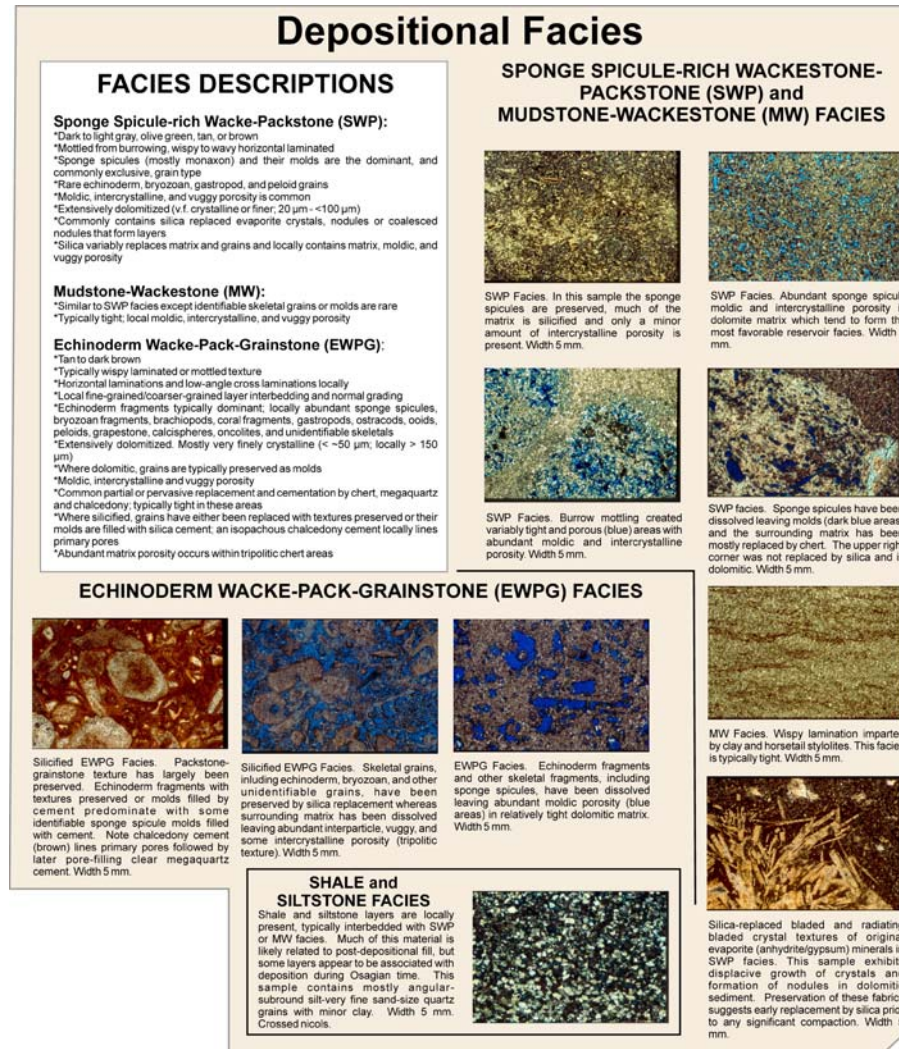 Depositional Facies
FACIES DESCRIPTIONS
Sponge Spicule-rich Wacke-Packstone (SWP):
*Dark to light gray, olive green, tan, or brown
*Mottled from burrowing, wispy to wavy horizontal laminated
*Sponge spicules (mostly monaxon) and their molds are the dominant, and
commonly exclusive, grain type
*Rare echinoderm, bryozoan, gastropod, and peloid grains
*Moldic, intercrystalline, and vuggy porosity is common
*Extensively dolomitized (v.f. crystalline or finer; 20 µm - <100 µm)
*Commonly contains silica replaced evaporite crystals, nodules or coalesced
nodules that form layers
*Silica variably replaces matrix and grains and locally contains matrix, moldic, and
vuggy porosity
Mudstone-Wackestone (MW):
*Similar to SWP facies except identifiable skeletal grains or molds are rare
*Typically tight; local moldic, intercrystalline, and vuggy porosity
Echinoderm Wacke-Pack-Grainstone (EWPG):
*Tan to dark brown
*Typically wispy laminated or mottled texture
*Horizontal laminations and low-angle cross laminations locally
*Local fine-grained/coarser-grained layer interbedding and normal grading
*Echinoderm fragments typically dominant; locally abundant sponge spicules,
bryozoan fragments, brachiopods, coral fragments, gastropods, ostracods, ooids,
peloids, grapestone, calcispheres, oncolites, and unidentifiable skeletals
*Extensively dolomitized. Mostly very finely crystalline (< ~50 µm; locally > 150
µm)
*Where dolomitic, grains are typically preserved as molds
*Moldic, intercrystalline and vuggy porosity
*Common partial or pervasive replacement and cementation by chert, megaquartz
and chalcedony; typically tight in these areas
*Where silicified, grains have either been replaced with textures preserved or their
molds are filled with silica cement; an isopachous chalcedony cement locally lines
primary pores
*Abundant matrix porosity occurs within tripolitic chert areas
SPONGE SPICULE-RICH WACKESTONE-
PACKSTONE (SWP) and
MUDSTONE-WACKESTONE (MW) FACIES
SWP Facies. In this sample the sponge
spicules are preserved, much of the
matrix is silicified and only a minor
amount of intercrystalline porosity is
present. Width 5 mm.
SWP Facies. Abundant sponge spicul
moldic and intercrystalline porosity i
dolomite matrix which tend to form th
most favorable reservoir facies. Width
mm.
SWP Facies. Burrow mottling created
variably tight and porous (blue) areas with
abundant moldic and intercrystalline
porosity. Width 5 mm.
SWP facies. Sponge spicules have been
dissolved leaving molds (dark blue areas
and the surrounding matrix has been
mostly replaced by chert. The upper righ
corner was not replaced by silica and i
dolomitic. Width 5 mm.
MW Facies. Wispy lamination imparte
by clay and horsetail stylolites. This facie
is typically tight. Width 5 mm.
Silica-replaced bladed and radiating
bladed crystal textures of origina
evaporite (anhydrite/gypsum) minerals i
SWP facies. This sample exhibit
displacive growth of crystals and
formation of nodules in dolomitic
sediment. Preservation of these fabric
suggests early replacement by silica prio
to any significant compaction. Width
mm.
ECHINODERM WACKE-PACK-GRAINSTONE (EWPG) FACIES
Silicified EWPG Facies. Packstone-
grainstone texture has largely been
preserved. Echinoderm fragments with
textures preserved or molds filled by
cement predominate with some
identifiable sponge spicule molds filled
with cement. Note chalcedony cement
(brown) lines primary pores followed by
later pore-filling clear megaquartz
cement. Width 5 mm.
Silicified EWPG Facies. Skeletal grains,
inluding echinoderm, bryozoan, and other
unidentifiable grains, have been
preserved by silica replacement whereas
surrounding matrix has been dissolved
leaving abundant interparticle, vuggy, and
some intercrystalline porosity (tripolitic
texture). Width 5 mm.
EWPG Facies. Echinoderm fragments
and other skeletal fragments, including
sponge spicules, have been dissolved
leaving abundant moldic porosity (blue
areas) in relatively tight dolomitic matrix.
Width 5 mm.
SHALE and
SILTSTONE FACIES
Shale and siltstone layers are locally
present, typically interbedded with SWP
or MW facies. Much of this material is
likely related to post-depositional fill, but
some layers appear to be associated with
deposition during Osagian time. This
sample contains mostly angular-
subround silt-very fine sand-size quartz
grains with minor clay. Width 5 mm.
Crossed nicols.